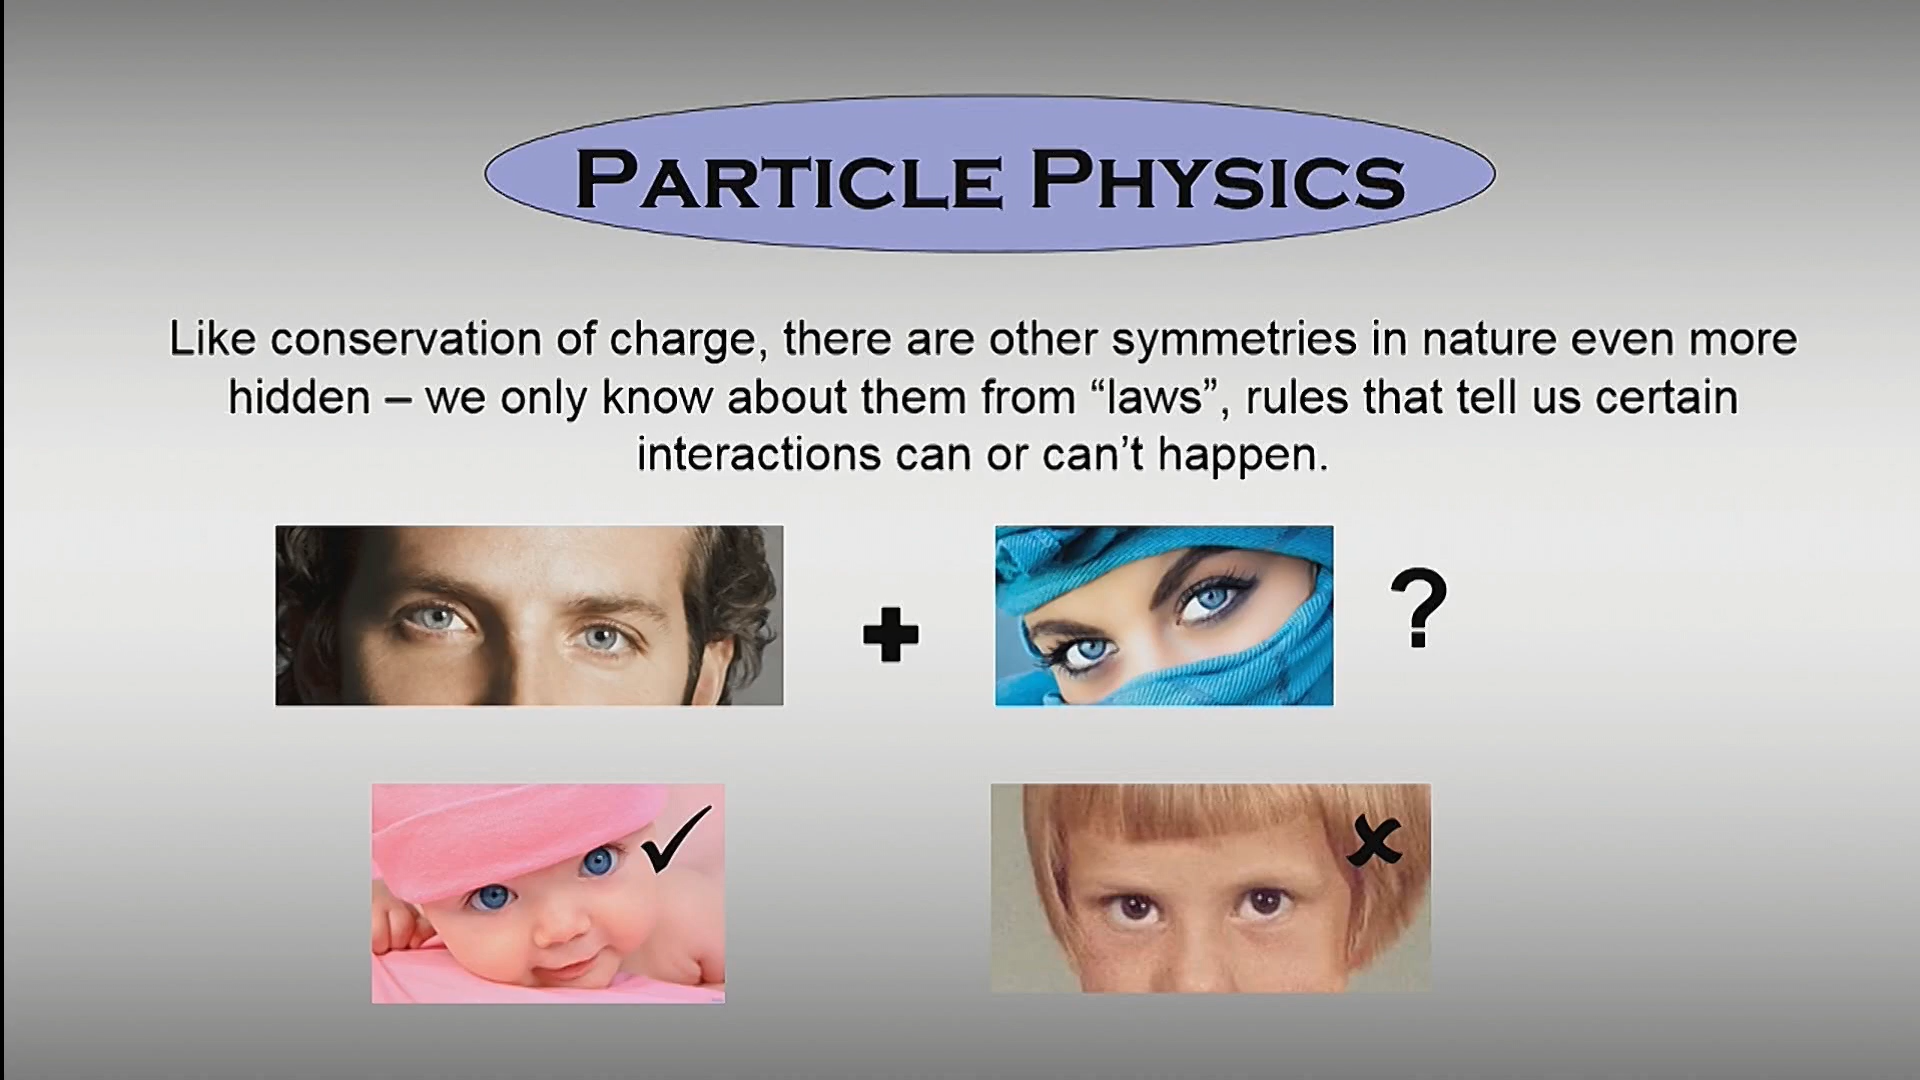 PARTICLE PHYSICS
Like conservation of charge, there are other symmetries in nature even more
hidden – we only know about them from “laws”, rules that tell us certain
interactions can or can’t happen.
+
?